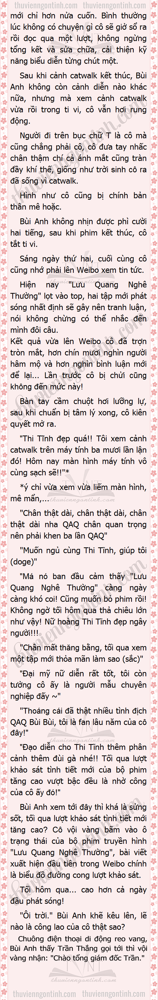 thuvienngontinh.com thuvienngontinh.com
mới chỉ hơn nửa cuốn. Bình thường
lúc không có chuyện gì cô sẽ giở sổ ra
rồi đọc qua một lượt, không ngừng
tổng kết và sửa chữa, cải thiện kỹ
năng biểu diễn từng chút một.
Sau khi cảnh catwalk kết thúc, Bùi
Anh không còn cảnh diễn nào khác
nữa, nhưng mà xem cảnh catwalk
vừa rồi trong ti vi, cô vẫn hơi rung
động.
Người đi trên bục chữ T là cô mà
cũng chẳng phải cô, cô đưa tay nhấc
chân thậm chí cả ánh mắt cũng tràn
đầy khí thế, giống như trời sinh cô ra
đã sống vì catwalk.
Hình như cô cũng bị chính bản
thân mê hoặc.
Bùi Anh không nhịn được phì cười
hai tiếng, sau khi phim kết thúc, cô
tắt ti vi.
Sáng ngày thứ hai, cuối cùng cô
cũng nhớ phải lên Weibo xem tin tức.
Hiện nay "Lưu Quang Nghê
Thường" lọt vào top, hai tập mới phát
sóng nhất định sẽ gây nên tranh luận,
nói không chừng có thể nhắc đến
mình đôi câu.
Kết quả vừa lên Weibo cô đã trợn
tròn mắt, hơn chín mươi nghìn người
hâm mộ và hơn nghìn bình luận mới
để lại... Lần trước cô bị chửi cũng
không đến mức này!
Bàn tay cầm chuột hơi lưỡng lự,
sau khi chuẩn bị tâm lý xong, cô kiên
quyết mở ra.
"Thi Tĩnh đẹp quá!! Tôi xem cảnh
catwalk trên máy tính ba mươi lần lận
đó! Hôm nay màn hình máy tính vô
cùng sạch sẽ!!"*
*ý chỉ vừa xem vừa liếm màn hình,
mê mẩn,...
"Chân thật dài, chân thật dài, chân
thật dài nha QAQ chân quan trọng
nên phải khen ba lần QAQ"
"Muốn ngủ cùng Thi Tĩnh, giúp tôi
(doge)"
"Má nó ban đầu cảm thấy "Lưu
Quang Nghê Thường" càng ngày
càng khó coi! Cũng muốn bỏ phim rồi!
Không ngờ tối hôm qua thả chiêu lớn
như vậy! Nữ hoàng Thi Tĩnh đẹp ngây
người!!!
"Chân mất thăng bằng, tối qua xem
một tập mới thỏa mãn làm sao (sắc)"
"Đại mỹ nữ diễn rất tốt, tôi còn
tưởng cô ấy là người mẫu chuyên
nghiệp đấy ~"
"Thoáng cái đã thật nhiều tình địch
QAQ Bùi Bùi, tôi là fan lâu năm của cô
đây!"
"Đạo diễn cho Thi Tĩnh thêm phân
cảnh thêm đùi gà nhé!! Tối qua lượt
khảo sát tình tiết mới của bộ phim
tăng cao vượt bậc đều là nhờ công
của cô ấy đó!"
Bùi Anh xem tới đây thì khá là sửng
sốt, tối qua lượt khảo sát tình tiết mới
tăng cao? Cô vội vàng bấm vào ô
trạng thái của bộ phim truyền hình
"Lưu Quang Nghê Thường", bài viết
xuất hiện đầu tiên trong Weibo chính
là biểu đồ đường cong lượt khảo sát.
Tối hôm qua... cao hơn cả ngày
đầu phát sóng!
"Ôi trời." Bùi Anh khẽ kêu lên, lẽ
nào là công lao của cô thật sao?
Chuông điện thoại di động reo vang,
Bùi Anh thấy Trần Thắng gọi tới thì vội
vàng nhận: "Chào tổng giám đốc Trần."
thuvienngontinh.com thuvienngontinh.com